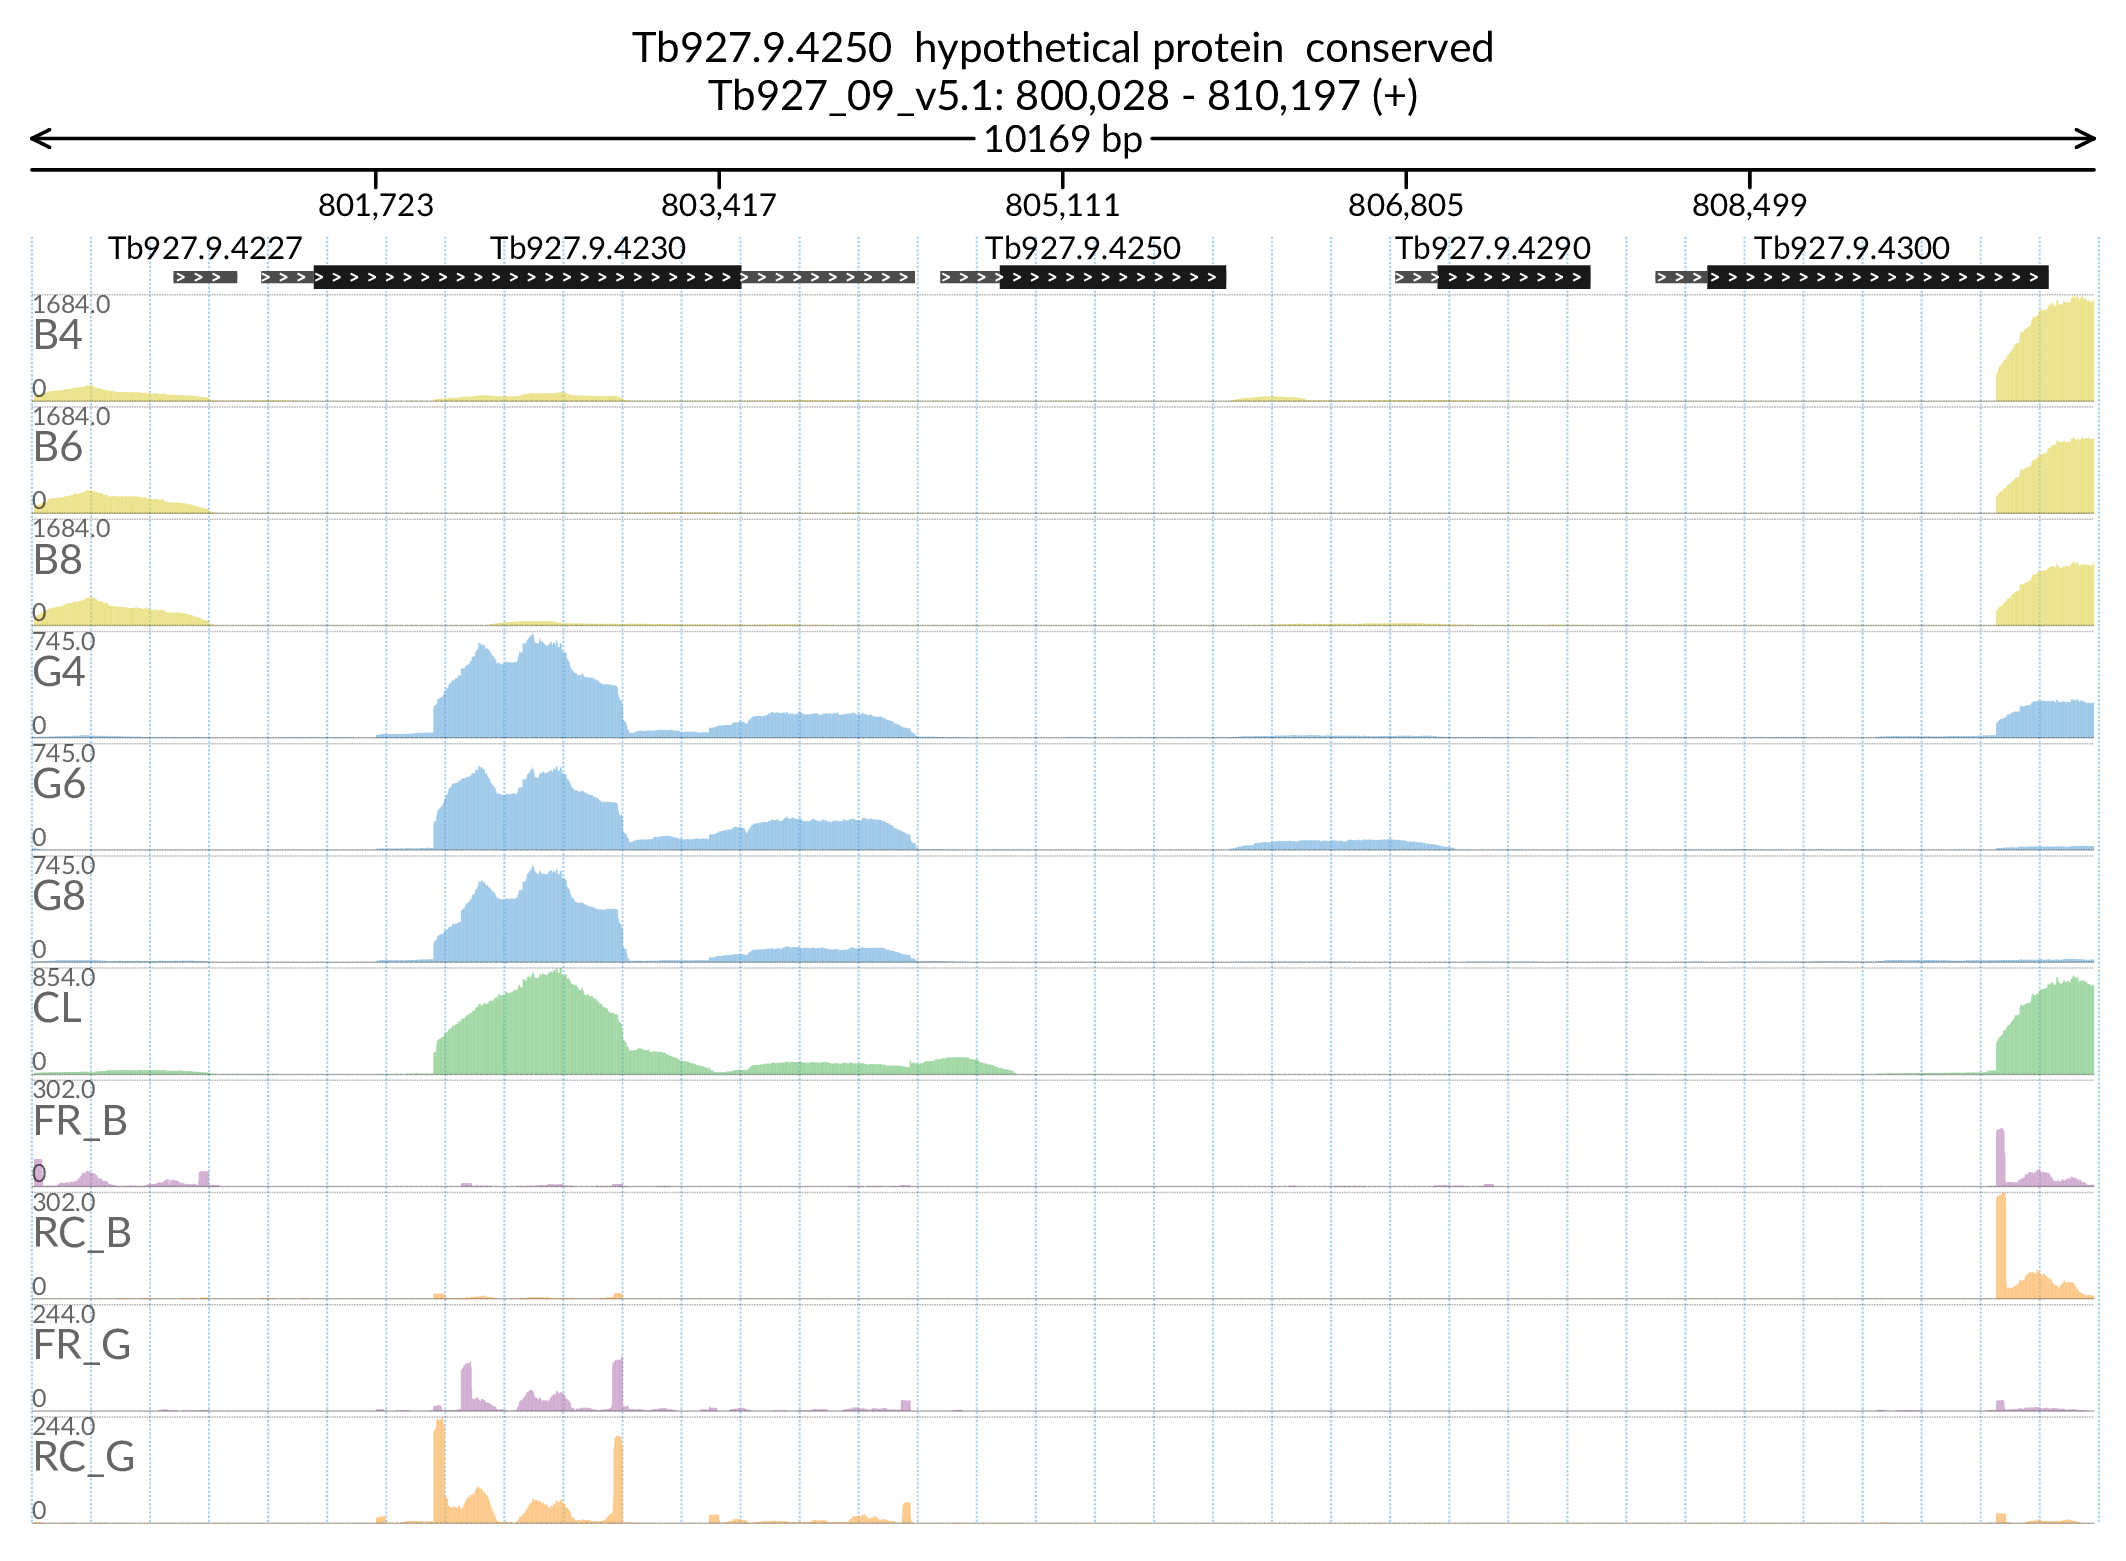 Tb927.9.4250  hypothetical protein  conserved
Tb927_09_v5.1: 800,028 - 810,197 (+)
10169 bp
801,723 803,417 805,111 806,805 808,499
Tb927.9.4227 Tb927.9.4230 Tb927.9.4250 Tb927.9.4290 Tb927.9.4300
1684.0
B4
0
1684.0
B6
0
1684.0
B8
0
745.0
G4
0
745.0
G6
0
745.0
G8
0
854.0
CL
0
302.0
FR_B
0
302.0
RC_B
0
244.0
FR_G
0
244.0
RC_G
0